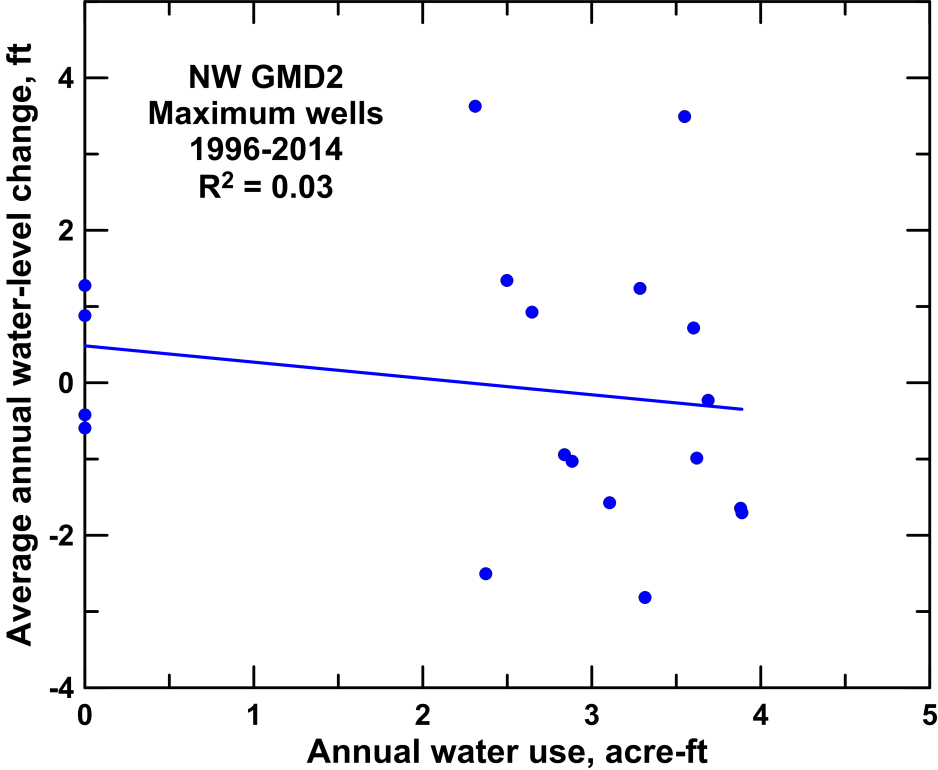 NW GMD2
Maximum wells
1996-2014
R² = 0.03
Average annual water-level change, ft
4
2
0
-2
-4
0 1 2 3 4 5
Annual water use, acre-ft